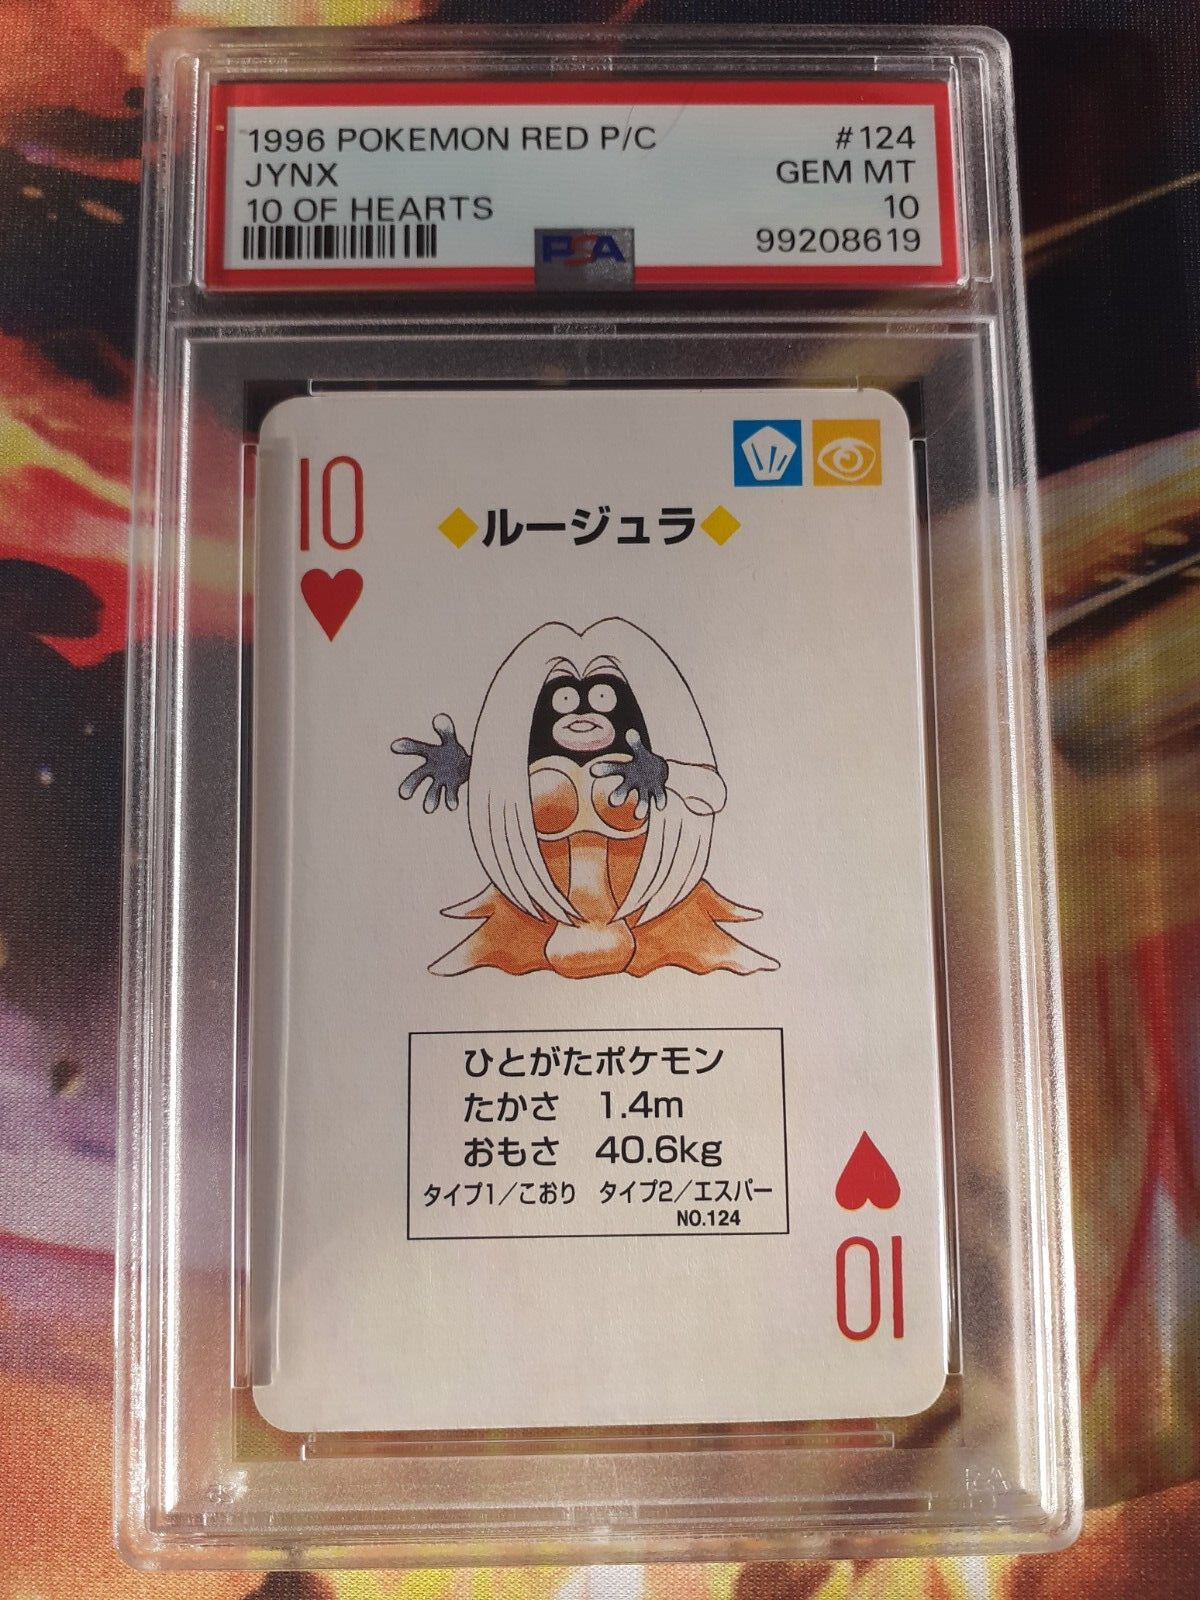 1996 POKEMON RED P/C #124
JYNX GEM MT
10 OF HEARTS 10
PSA 99208619
10
◆ルージュラ◆
ひとがたポケモン
たかさ 1.4m
おもさ 40.6kg
タイプ1/こおり タイプ2/エスパー
NO.124
10